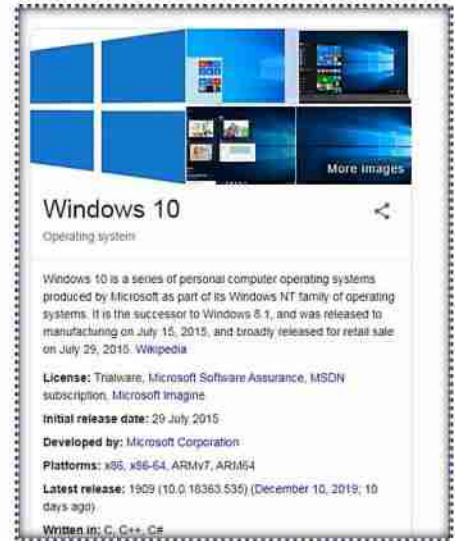 More images
Windows 10
Operating system
Windows 10 is a series of personal computer operating systems
produced by Microsoft as part of its Windows NT family of operating
systems. It is the successor to Windows 8.1, and was released to
manufacturing on July 15, 2015, and broadly released for retail sale
on July 29, 2015. Wikipedia
License: Trialware, Microsoft Software Assurance, MSDN
subscription, Microsoft Imagine
Initial release date: 29 July 2015
Developed by: Microsoft Corporation
Platforms: x86, x86-64, ARMv7, ARM64
Latest release: 1909 (10.0.18363.535) (December 10, 2019; 10
days ago)
Written in: C, C++, C#